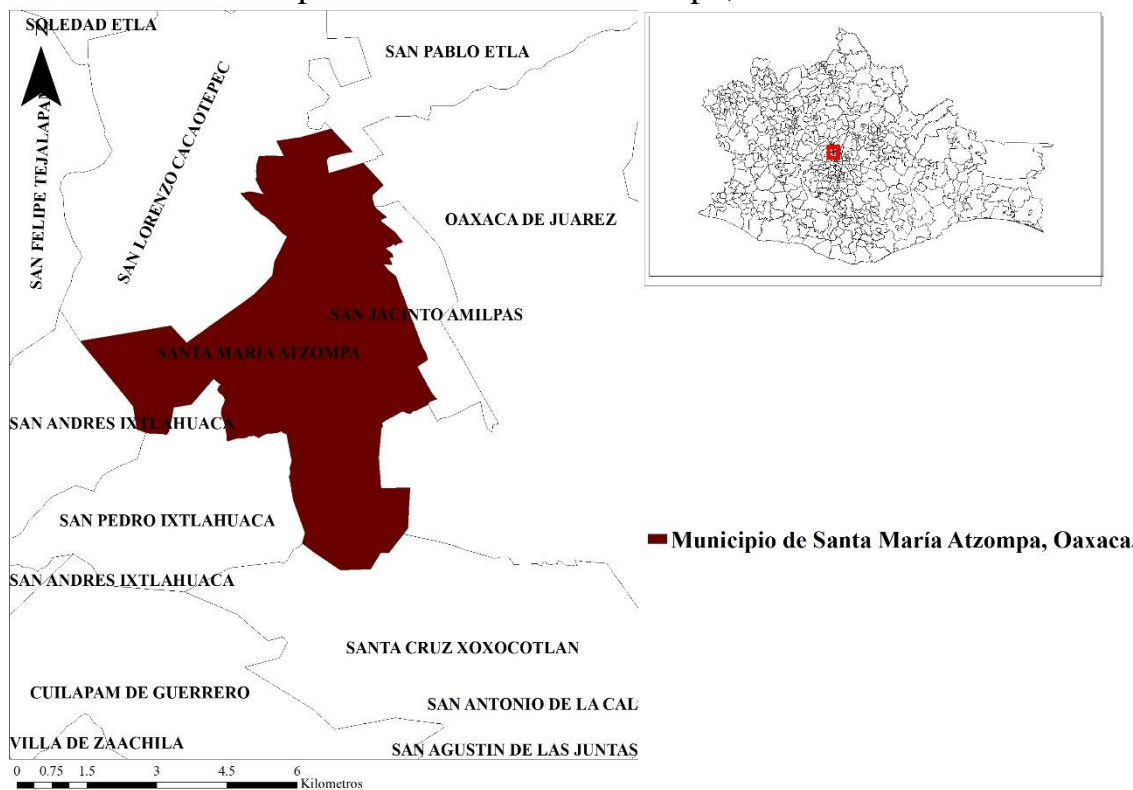 SOLEDAD ETLA
N
SAN PABLO ETLA
SAN FELIPE TEJALAPAM
SAN LORENZO CACAOTEPEC
OAXACA DE JUAREZ
SAN JACINTO AMILPAS
SANTA MARIA ATZOMPA
SAN ANDRES IXTLAHUACA
SAN PEDRO IXTLAHUACA
Municipio de Santa María Atzompa, Oaxaca.
SAN ANDRES IXTLAHUACA
SANTA CRUZ XOXOCOTLAN
CUILAPAM DE GUERRERO
SAN ANTONIO DE LA CAL
VILLA DE ZAACHILA
SAN AGUSTIN DE LAS JUNTAS
0 0.75 1.5 3 4.5 6
Kilometros